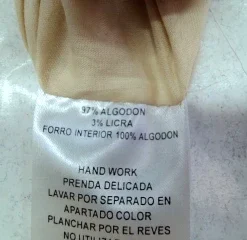 97% ALGODON
3% LICRA
FORRO INTERIOR 100% ALGODON
HAND WORK
PRENDA DELICADA
LAVAR POR SEPARADO EN
APARTADO COLOR
PLANCHAR POR EL REVES
NO